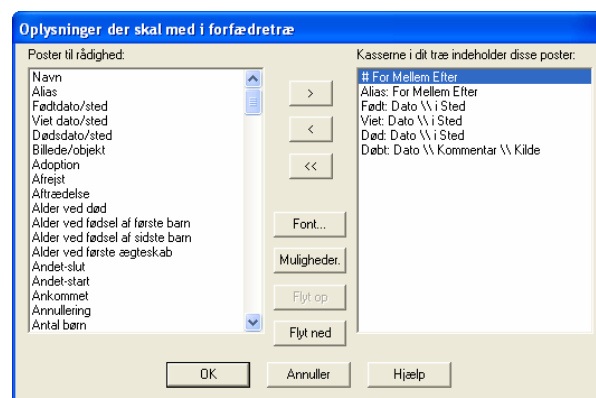 Oplysninger der skal med i forfædretræ
Poster til rådighed:
Navn
Alias
Fødtdato/sted
Viet dato/sted
Dødsdato/sted
Billede/objekt
Adoption
Afrejst
Aftrædelse
Alder ved død
Alder ved fødsel af første barn
Alder ved fødsel af sidste barn
Alder ved første ægteskab
Andet-slut
Andet-start
Ankommet
Annullering
Antal børn
>
<
<<
Font...
Muligheder.
Flyt op
Flyt ned
Kasserne i dit træ indeholder disse poster:
# For Mellem Efter
Alias: For Mellem Efter
Født: Dato \\ i Sted
Viet: Dato \\ i Sted
Død: Dato \\ i Sted
Døbt: Dato \\ Kommentar \\ Kilde
OK
Annuller
Hjælp